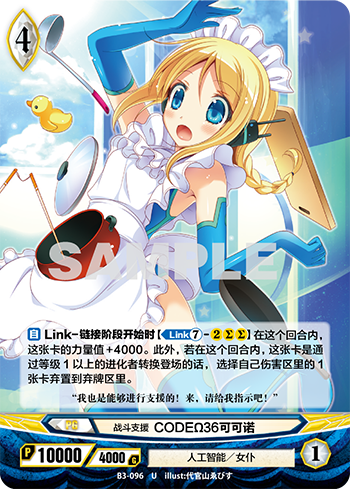 4
SAMPLE
自 Link-链接阶段开始时【Link⑦-②ΣΣ】在这个回合内，
这张卡的力量值+4000。此外，若在这个回合内，这张卡是通
过等级1以上的进化者转换登场的话，选择自己伤害区里的1
张卡弃置到弃牌区里。
“我也是能够进行支援的！来，请给我指示吧！”
战斗支援 CODEΩ36可可诺
P 10000 / 4000 G 人工智能／女仆 1
B3-096 U illust:代官山ゑびす